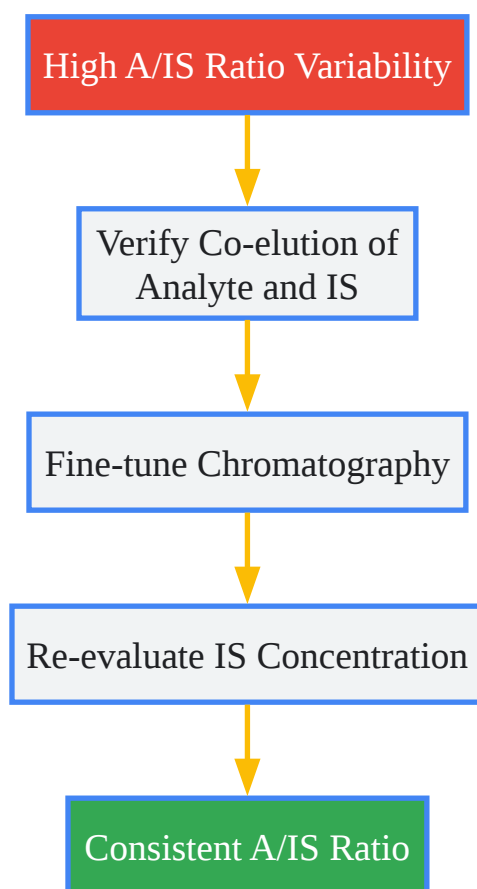 High A/IS Ratio Variability
Verify Co-elution of
Analyte and IS
Fine-tune Chromatography
Re-evaluate IS Concentration
Consistent A/IS Ratio